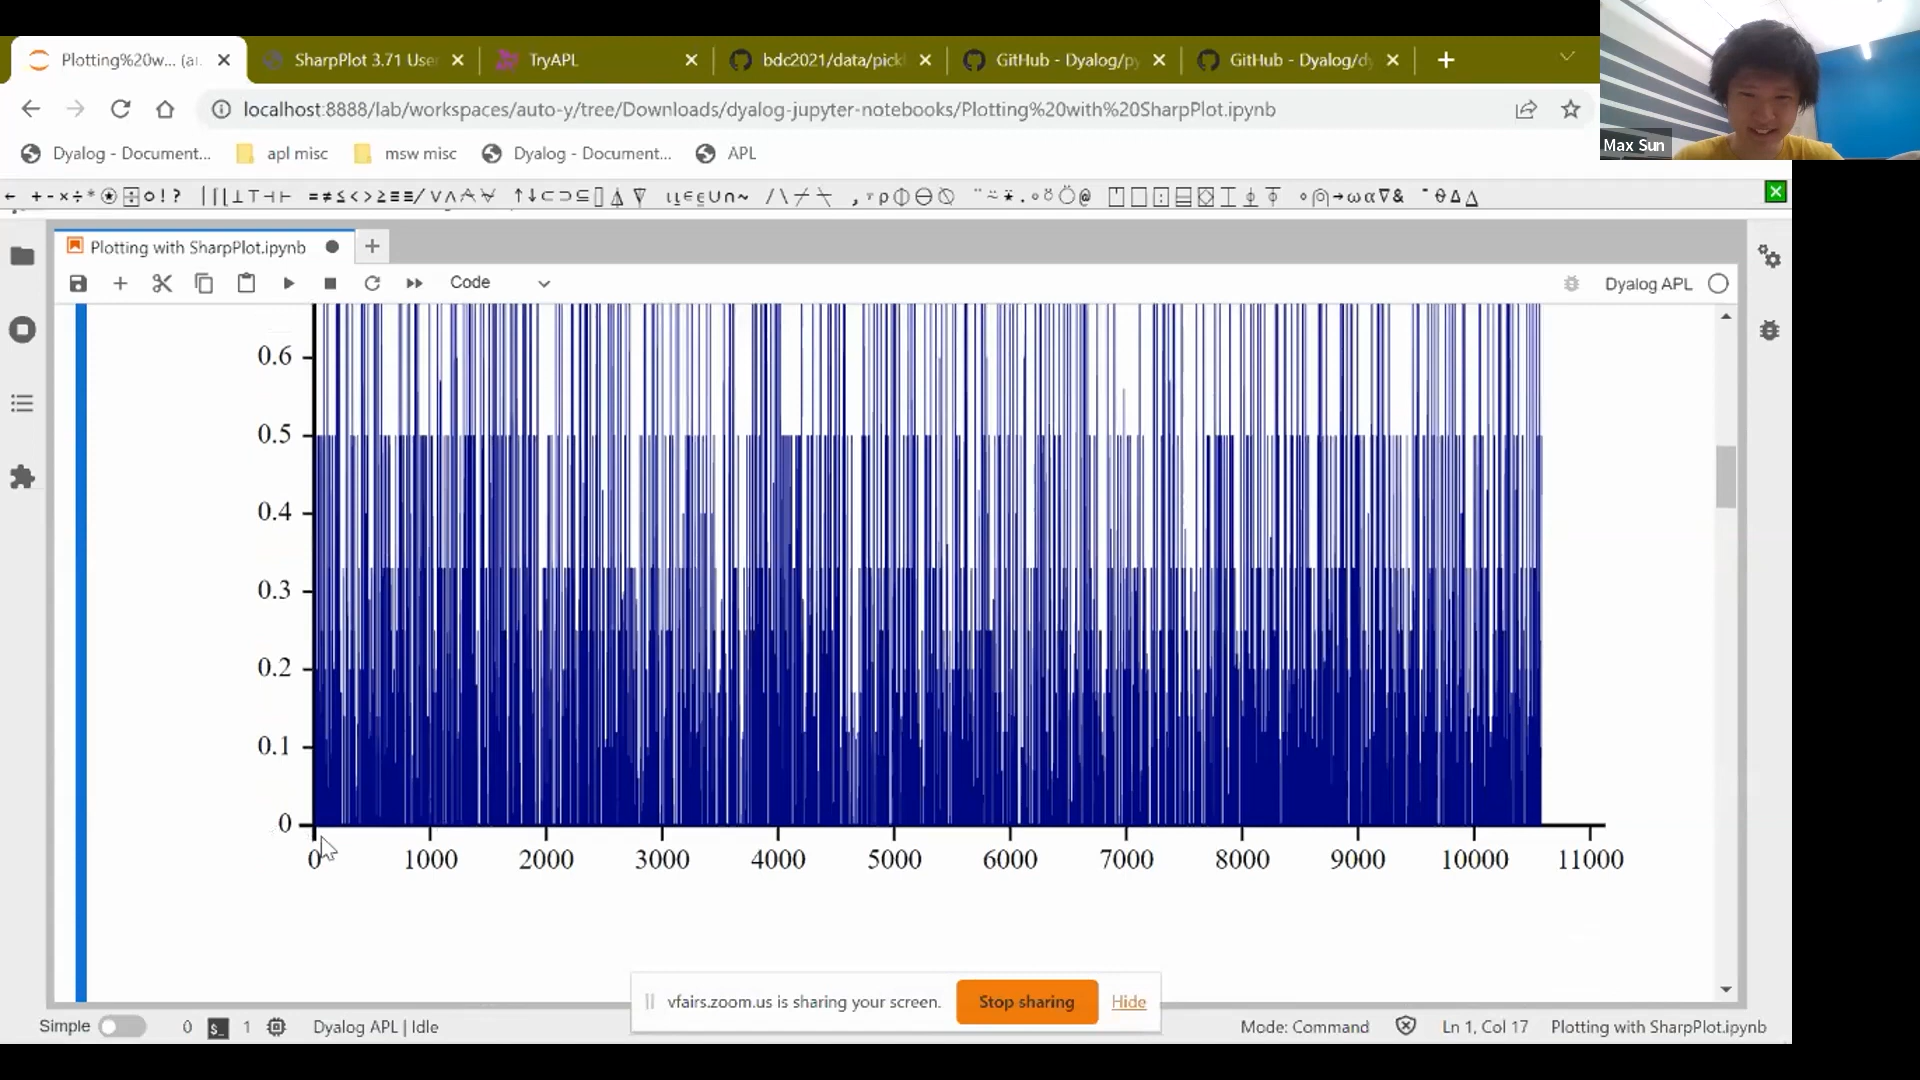 Plotting%20w... (a
SharpPlot 3.71 User
TryAPL
bdc2021/data/pick
GitHub - Dyalog/py
GitHub - Dyalog/dy
localhost:8888/lab/workspaces/auto-y/tree/Downloads/dyalog-jupyter-notebooks/Plotting%20with%20SharpPlot.ipynb
Max Sun
Dyalog - Document...
apl misc
msw misc
Dyalog - Document...
APL
Plotting with SharpPlot.ipynb
Code
Dyalog APL
0.6
0.5
0.4
0.3
0.2
0.1
0
0 1000 2000 3000 4000 5000 6000 7000 8000 9000 10000 11000
vfairs.zoom.us is sharing your screen.
Stop sharing
Hide
Simple
0
$_
1
Dyalog APL | Idle
Mode: Command
Ln 1, Col 17
Plotting with SharpPlot.ipynb